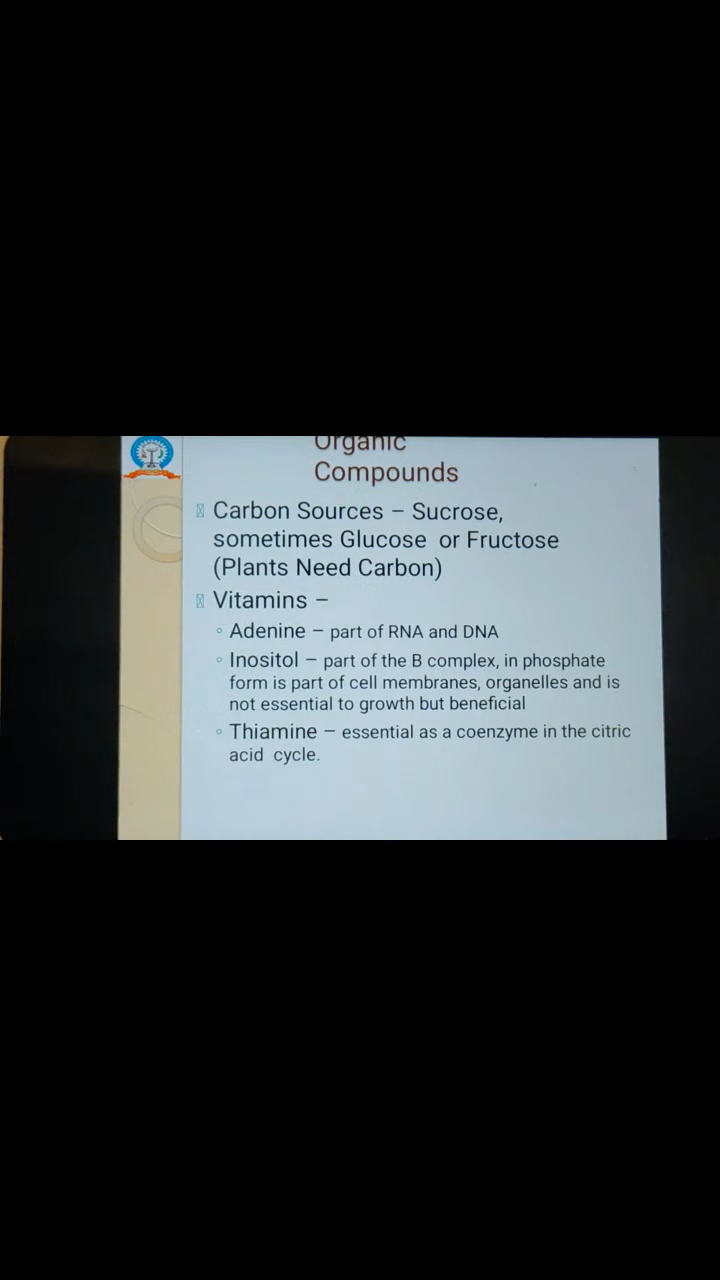 Organic
Compounds
Carbon Sources – Sucrose,
sometimes Glucose or Fructose
(Plants Need Carbon)
Vitamins –
◦ Adenine – part of RNA and DNA
◦ Inositol – part of the B complex, in phosphate
form is part of cell membranes, organelles and is
not essential to growth but beneficial
◦ Thiamine – essential as a coenzyme in the citric
acid cycle.